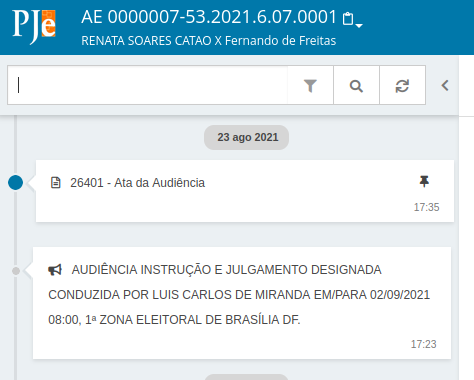 PJe
AE 0000007-53.2021.6.07.0001
RENATA SOARES CATAO X Fernando de Freitas
23 ago 2021
26401 - Ata da Audiência
17:35
AUDIÊNCIA INSTRUÇÃO E JULGAMENTO DESIGNADA
CONDUZIDA POR LUIS CARLOS DE MIRANDA EM/PARA 02/09/2021
08:00, 1ª ZONA ELEITORAL DE BRASÍLIA DF.
17:23